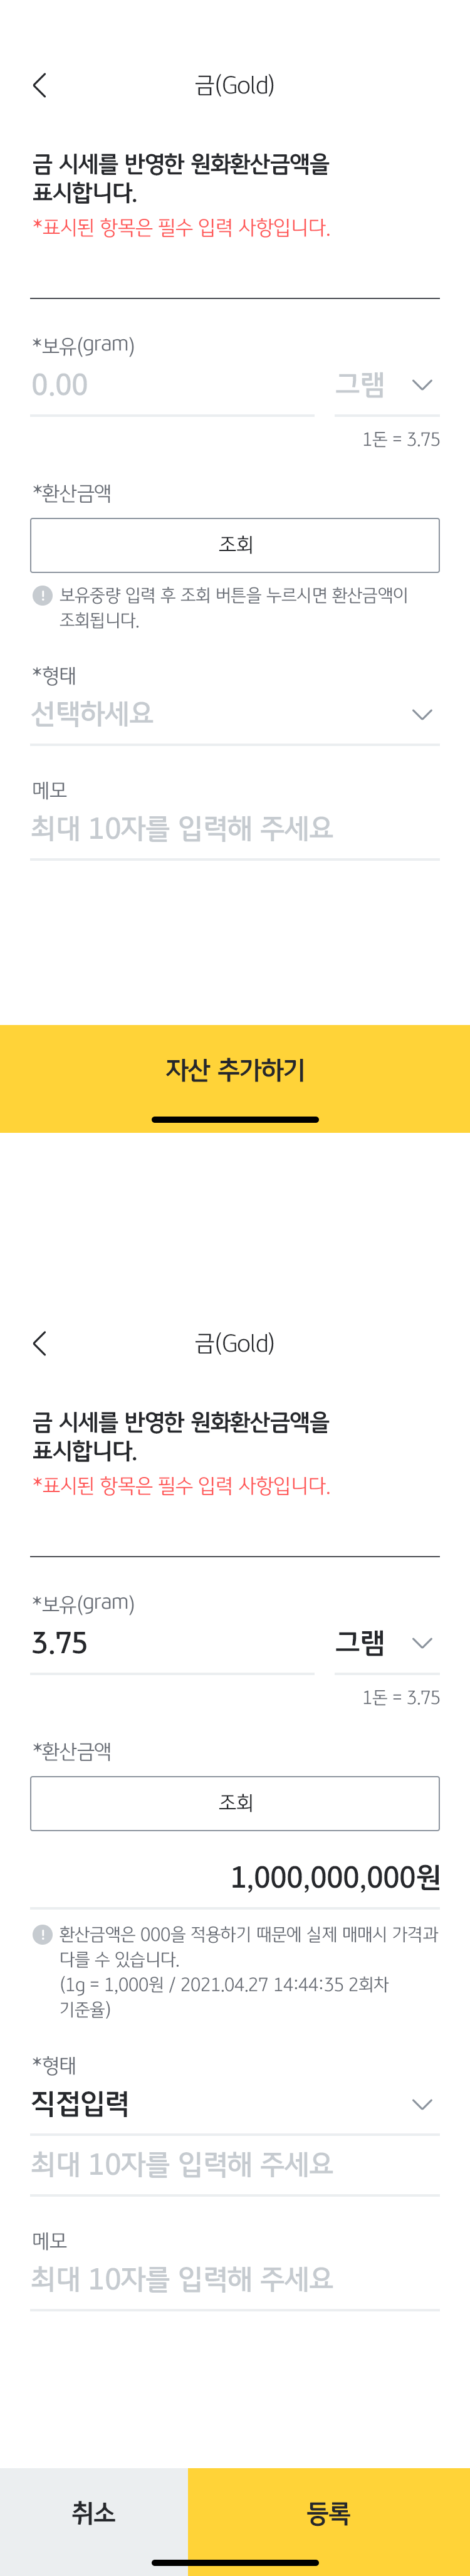 금(Gold)
금 시세를 반영한 원화환산금액을
표시합니다.
*표시된 항목은 필수 입력 사항입니다.
*보유(gram)
0.00 그램
1돈 = 3.75
*환산금액
조회
보유중량 입력 후 조회 버튼을 누르시면 환산금액이
조회됩니다.
*형태
선택하세요
메모
최대 10자를 입력해 주세요
자산 추가하기
금(Gold)
금 시세를 반영한 원화환산금액을
표시합니다.
*표시된 항목은 필수 입력 사항입니다.
*보유(gram)
3.75 그램
1돈 = 3.75
*환산금액
조회
1,000,000,000원
환산금액은 000을 적용하기 때문에 실제 매매시 가격과
다를 수 있습니다.
(1g = 1,000원 / 2021.04.27 14:44:35 2회차
기준율)
*형태
직접입력
최대 10자를 입력해 주세요
메모
최대 10자를 입력해 주세요
취소 등록